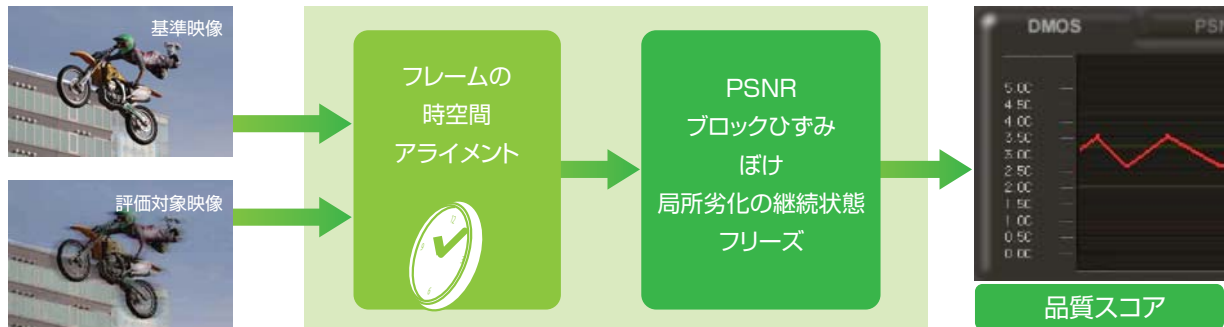 基準映像
評価対象映像
フレームの
時空間
アライメント
PSNR
ブロックひずみ
ぼけ
局所劣化の継続状態
フリーズ
DMOS
PSN
5.00
4.50
4.00
3.50
3.00
2.50
2.00
1.50
1.00
0.50
0.00
品質スコア